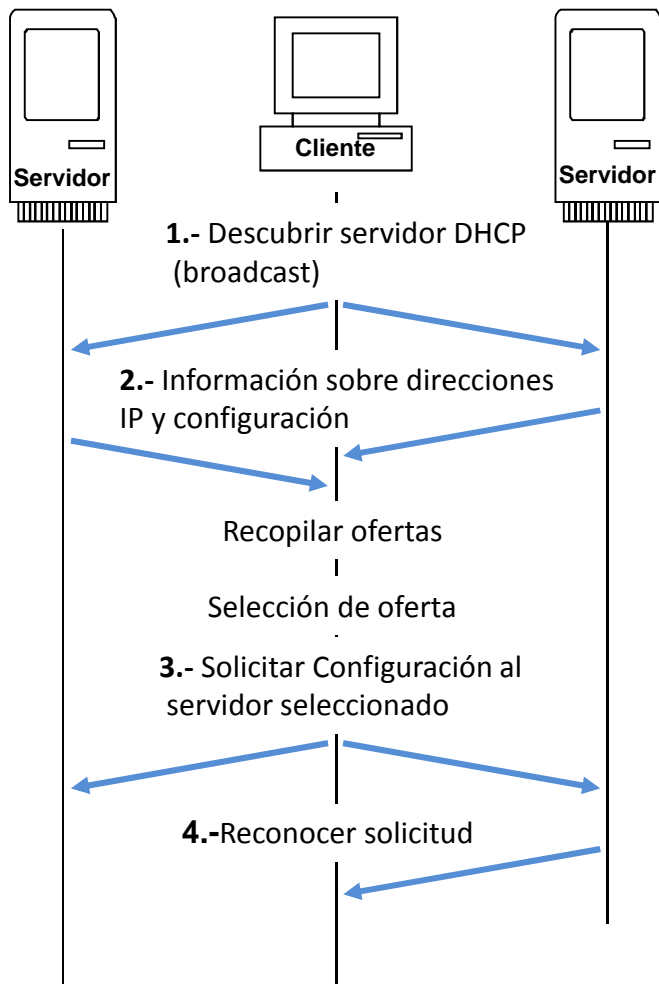 Servidor
Cliente
Servidor
1.- Descubrir servidor DHCP
(broadcast)
2.- Información sobre direcciones
IP y configuración
Recopilar ofertas
Selección de oferta
3.- Solicitar Configuración al
servidor seleccionado
4.-Reconocer solicitud